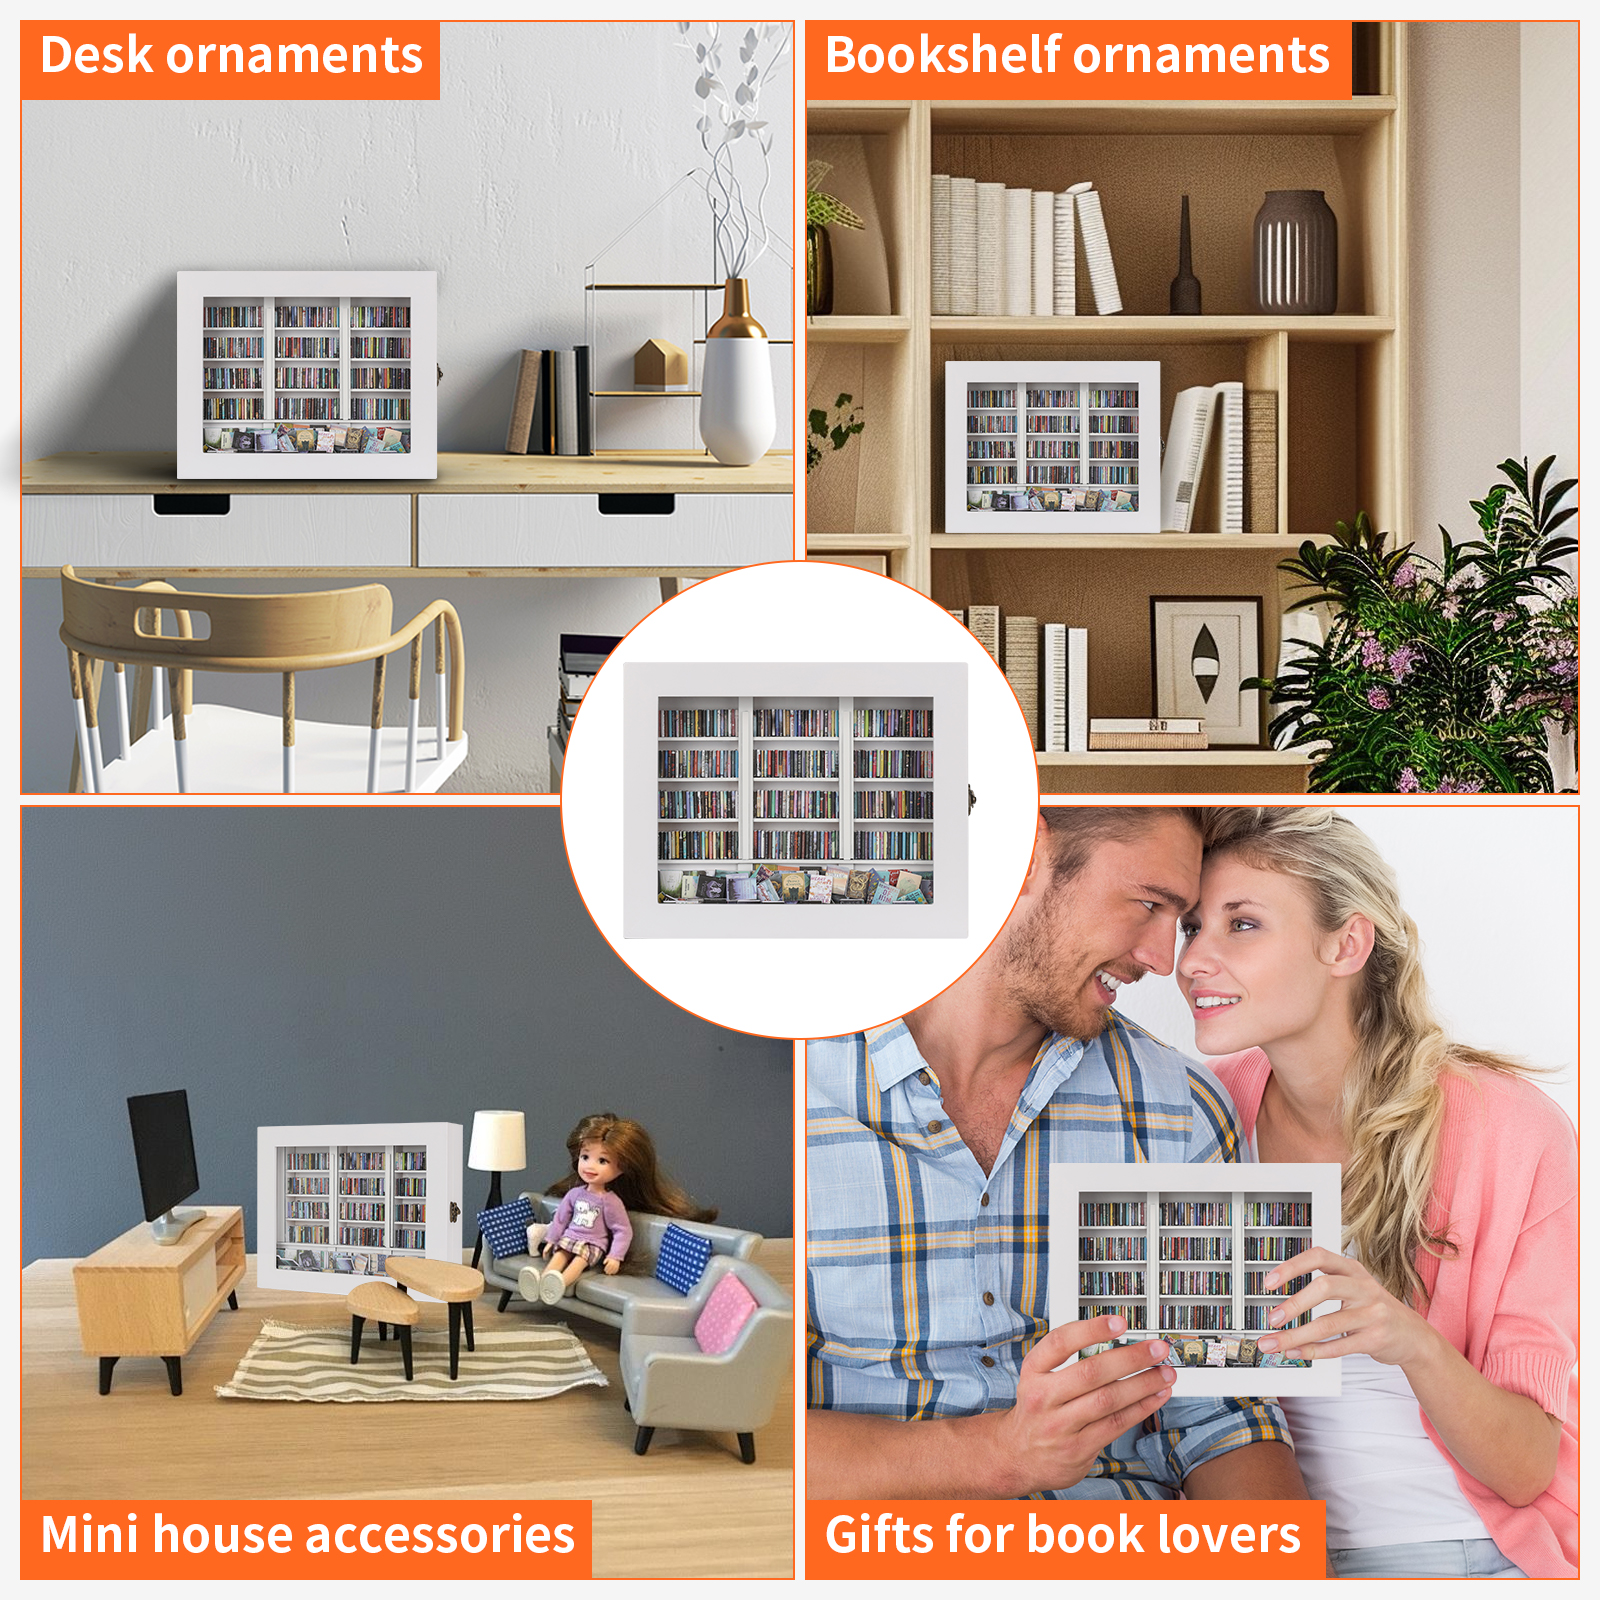 Desk ornaments
Bookshelf ornaments
Mini house accessories
Gifts for book lovers